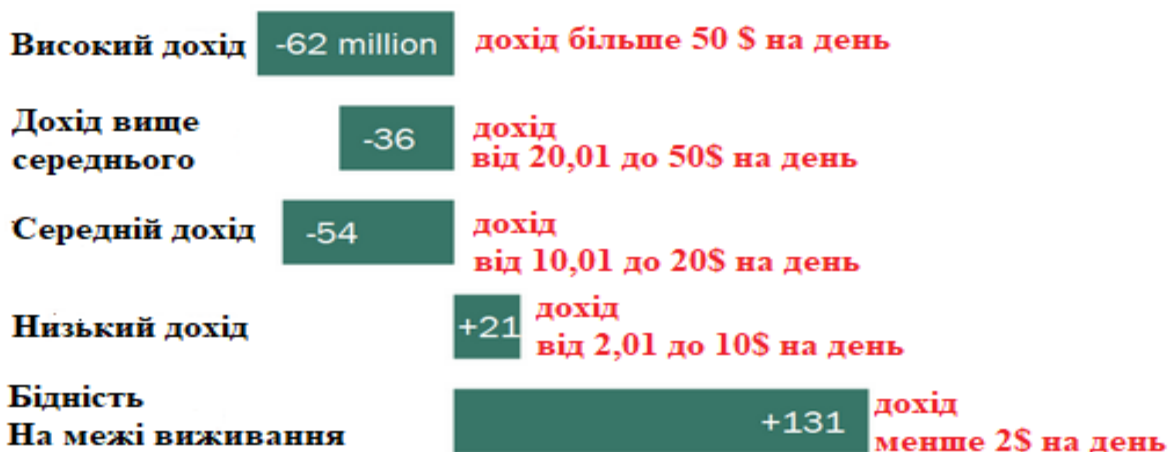 Високий дохід -62 million дохід більше 50 $ на день
Дохід вище
середнього
-36
дохід
від 20,01 до 50$ на день
Середній дохід
-54
дохід
від 10,01 до 20$ на день
Низький дохід
+21
дохід
від 2,01 до 10$ на день
Бідність
На межі виживання
+131
дохід
менше 2$ на день